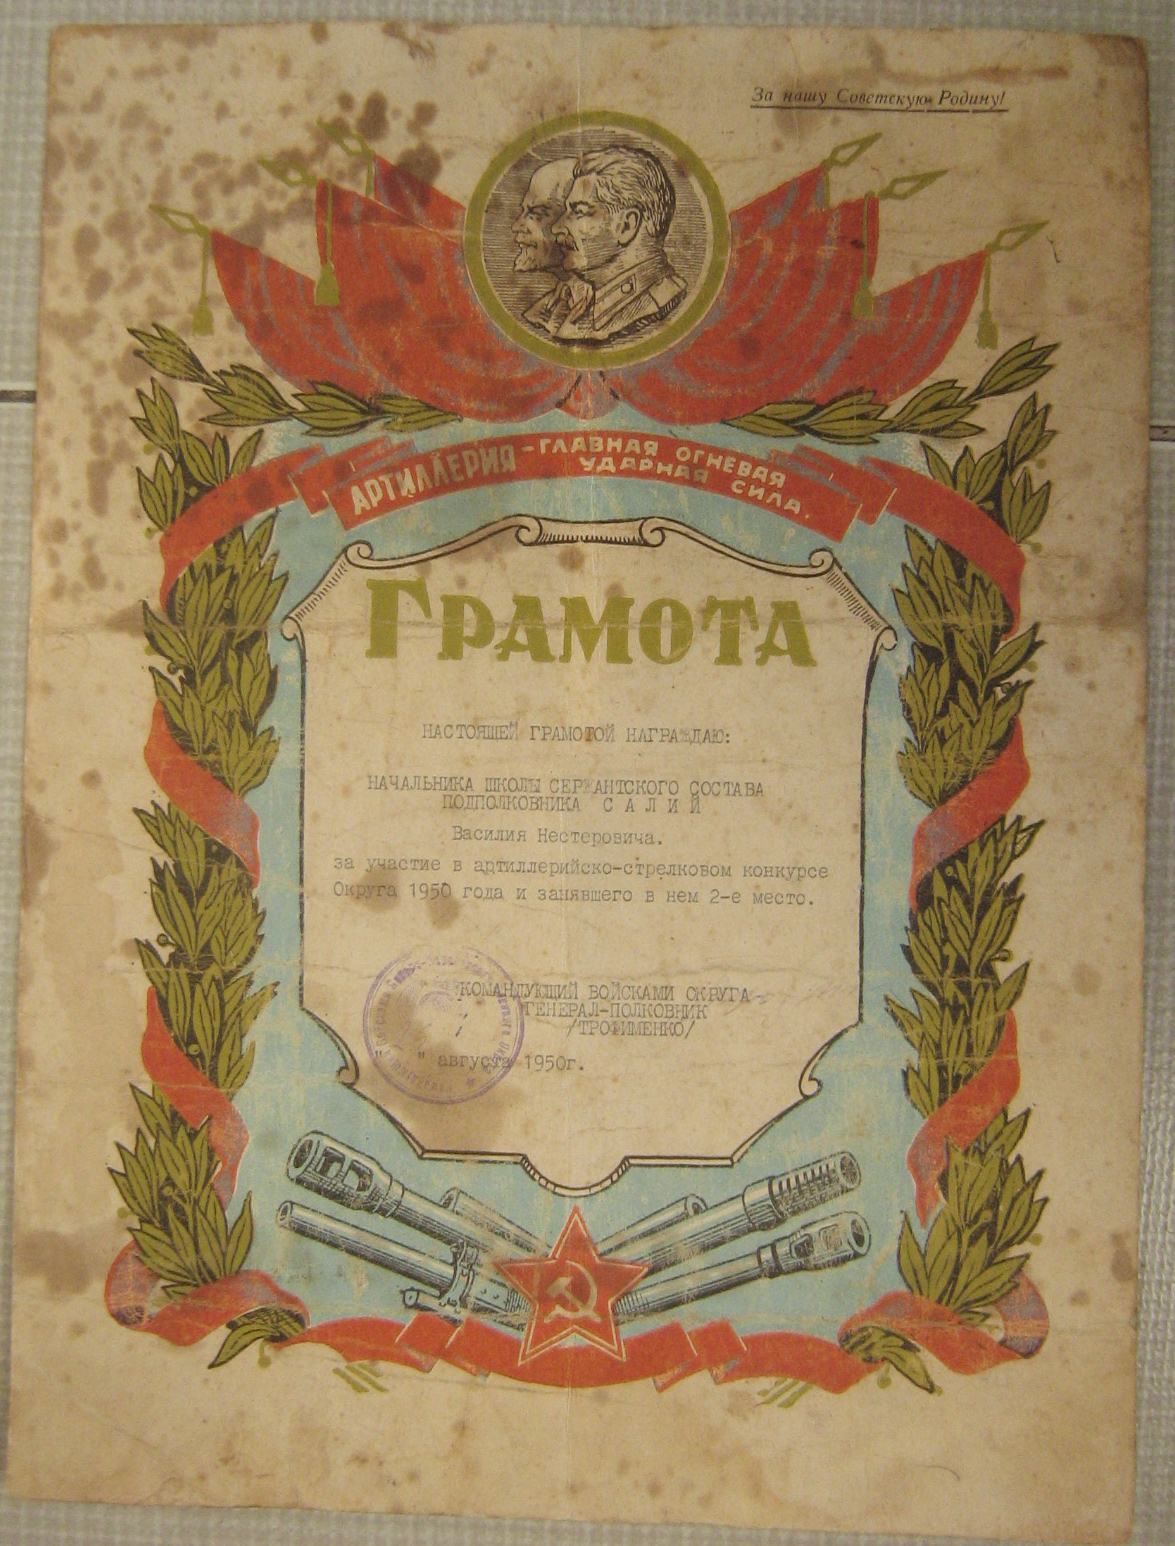 За нашу Советскую Родину!
АРТИЛЛЕРИЯ - ГЛАВНАЯ ОГНЕВАЯ
УДАРНАЯ СИЛА.
ГРАМОТА
НАСТОЯЩЕЙ ГРАМОТОЙ НАГРАЖДАЮ:
НАЧАЛЬНИКА ШКОЛЫ СЕРЖАНТСКОГО СОСТАВА
ПОДПОЛКОВНИКА С А Л И Й
Василия Нестеровича.
за участие в артиллерийско-стрелковом конкурсе
Округа 1950 года и занявшего в нем 2-е место.
КОМАНДУЮЩИЙ ВОЙСКАМИ ОКРУГА
ГЕНЕРАЛ-ПОЛКОВНИК
/ТРОФИМЕНКО/
" августа 1950г.